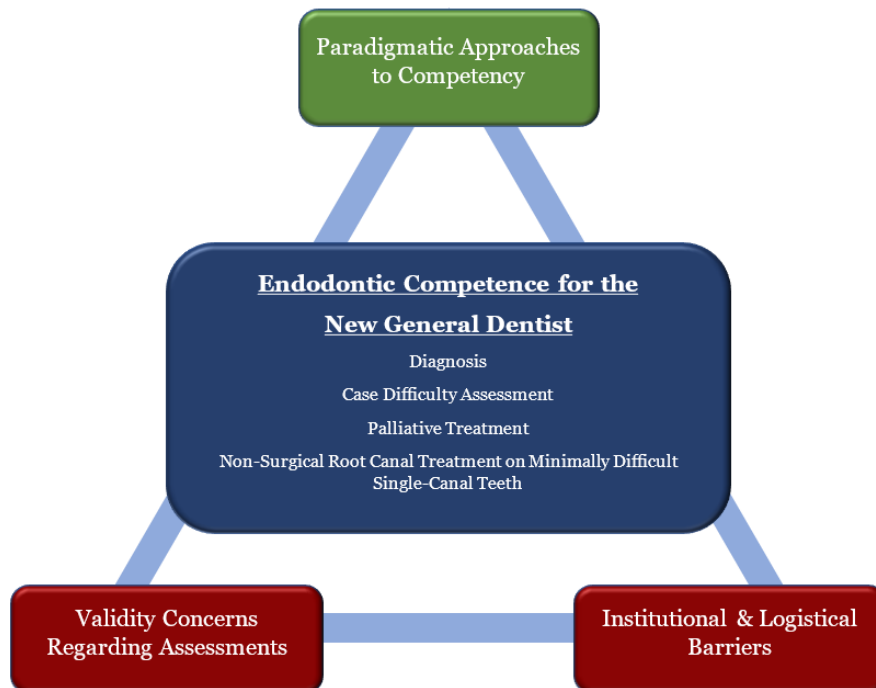 Paradigmatic Approaches
to Competency
Endodontic Competence for the
New General Dentist
Diagnosis
Case Difficulty Assessment
Palliative Treatment
Non-Surgical Root Canal Treatment on Minimally Difficult
Single-Canal Teeth
Validity Concerns
Regarding Assessments
Institutional & Logistical
Barriers